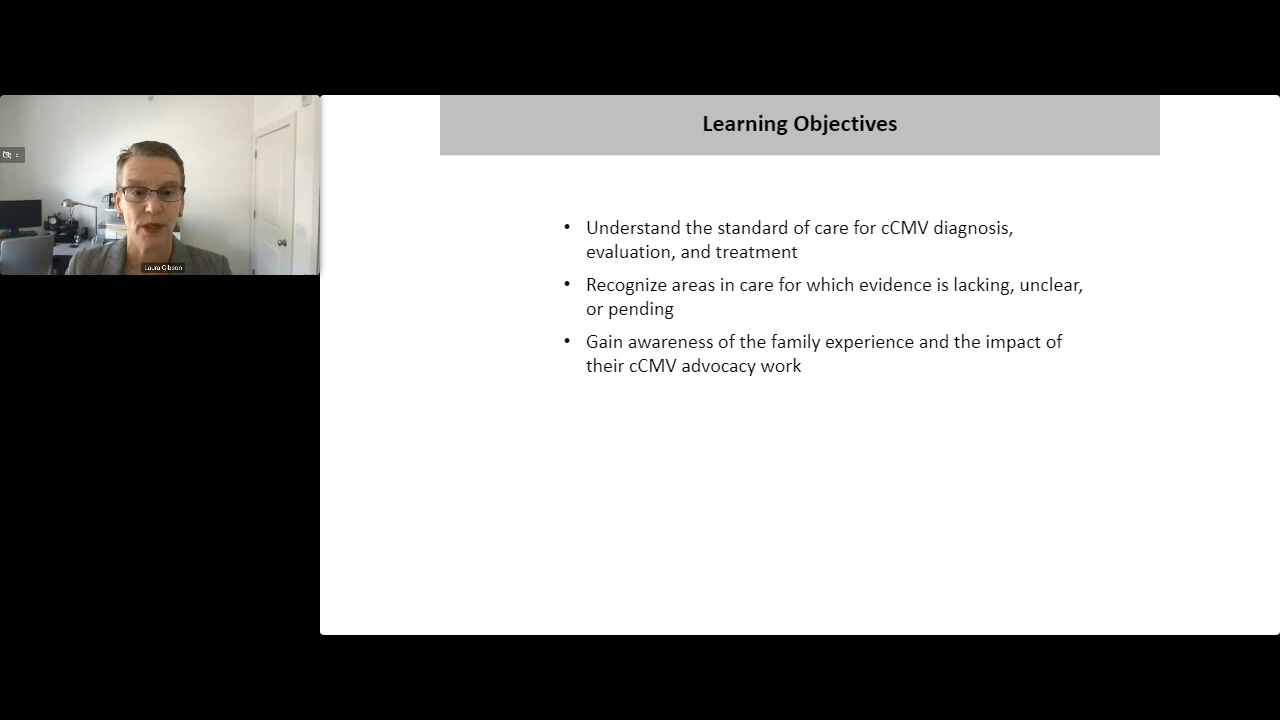 Learning Objectives
• Understand the standard of care for cCMV diagnosis,
evaluation, and treatment
• Recognize areas in care for which evidence is lacking, unclear,
or pending
• Gain awareness of the family experience and the impact of
their cCMV advocacy work
Laura Gibson